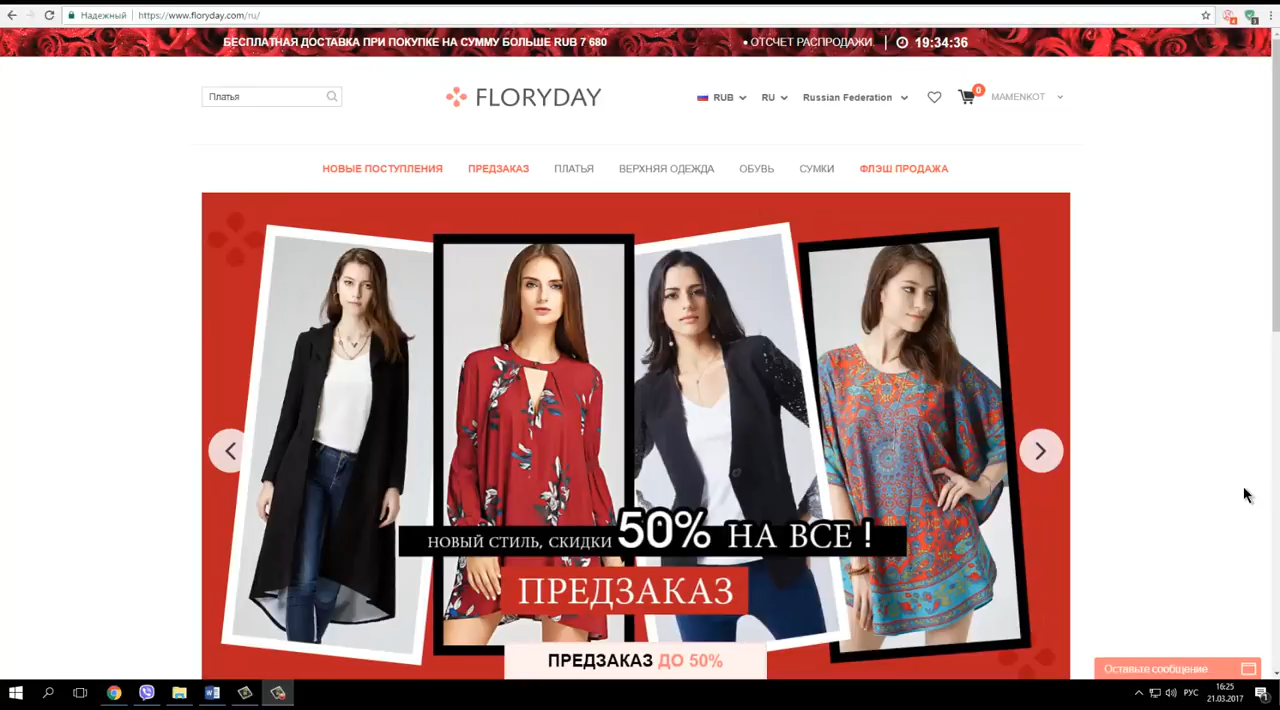 Надежный https://www.floryday.com/ru/
БЕСПЛАТНАЯ ДОСТАВКА ПРИ ПОКУПКЕ НА СУММУ БОЛЬШЕ RUB 7 680 • ОТСЧЕТ РАСПРОДАЖИ. 19:34:36
Платья FLORYDAY RUB RU Russian Federation 0 MAMENKOT
НОВЫЕ ПОСТУПЛЕНИЯ ПРЕДЗАКАЗ ПЛАТЬЯ ВЕРХНЯЯ ОДЕЖДА ОБУВЬ СУМКИ ФЛЭШ ПРОДАЖА
НОВЫЙ СТИЛЬ, СКИДКИ 50% НА ВСЕ !
ПРЕДЗАКАЗ
ПРЕДЗАКАЗ ДО 50%
Оставьте сообщение
РУС
16:25
21.03.2017